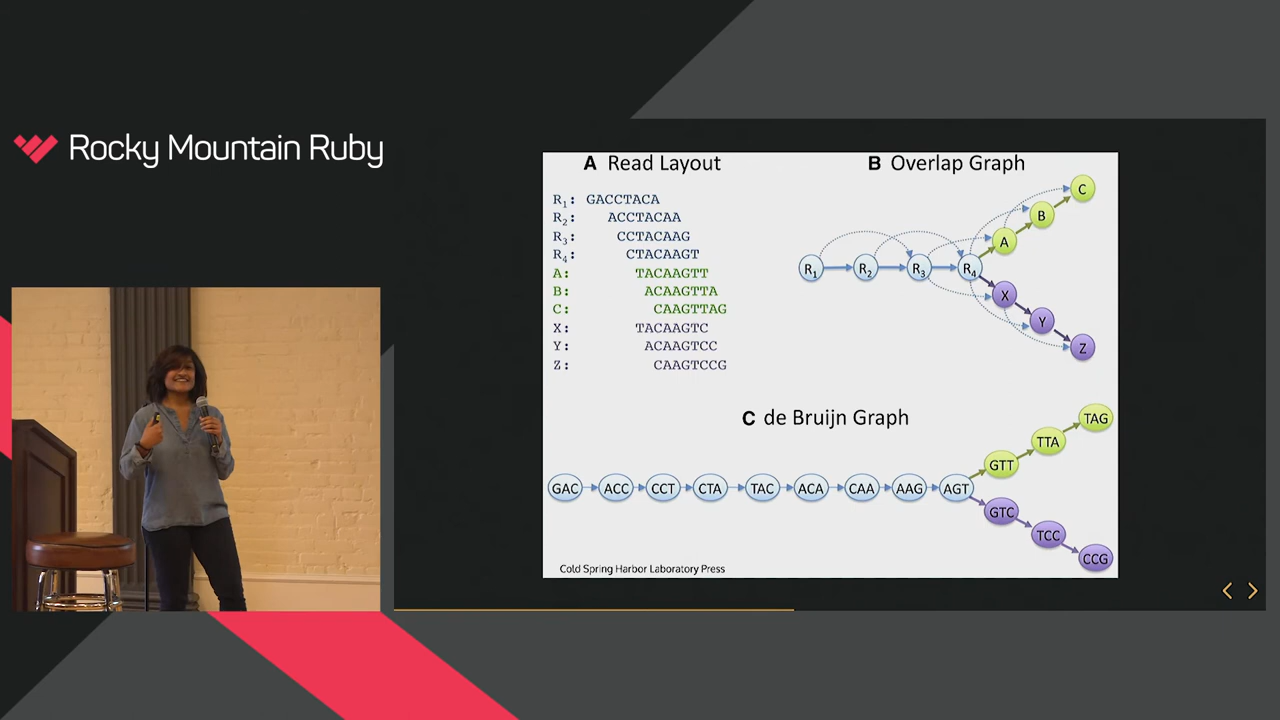 Rocky Mountain Ruby
A Read Layout
R1: GACCTACA
R2: ACCTACAA
R3: CCTACAAG
R4: CTACAAGT
A: TACAAGTT
B: ACAAGTTA
C: CAAGTTAG
X: TACAAGTC
Y: ACAAGTCC
Z: CAAGTCCG
B Overlap Graph
R1 R2 R3 R4
A
B
C
X
Y
Z
C de Bruijn Graph
GAC ACC CCT CTA TAC ACA CAA AAG AGT
GTT
TTA
TAG
GTC
TCC
CCG
Cold Spring Harbor Laboratory Press